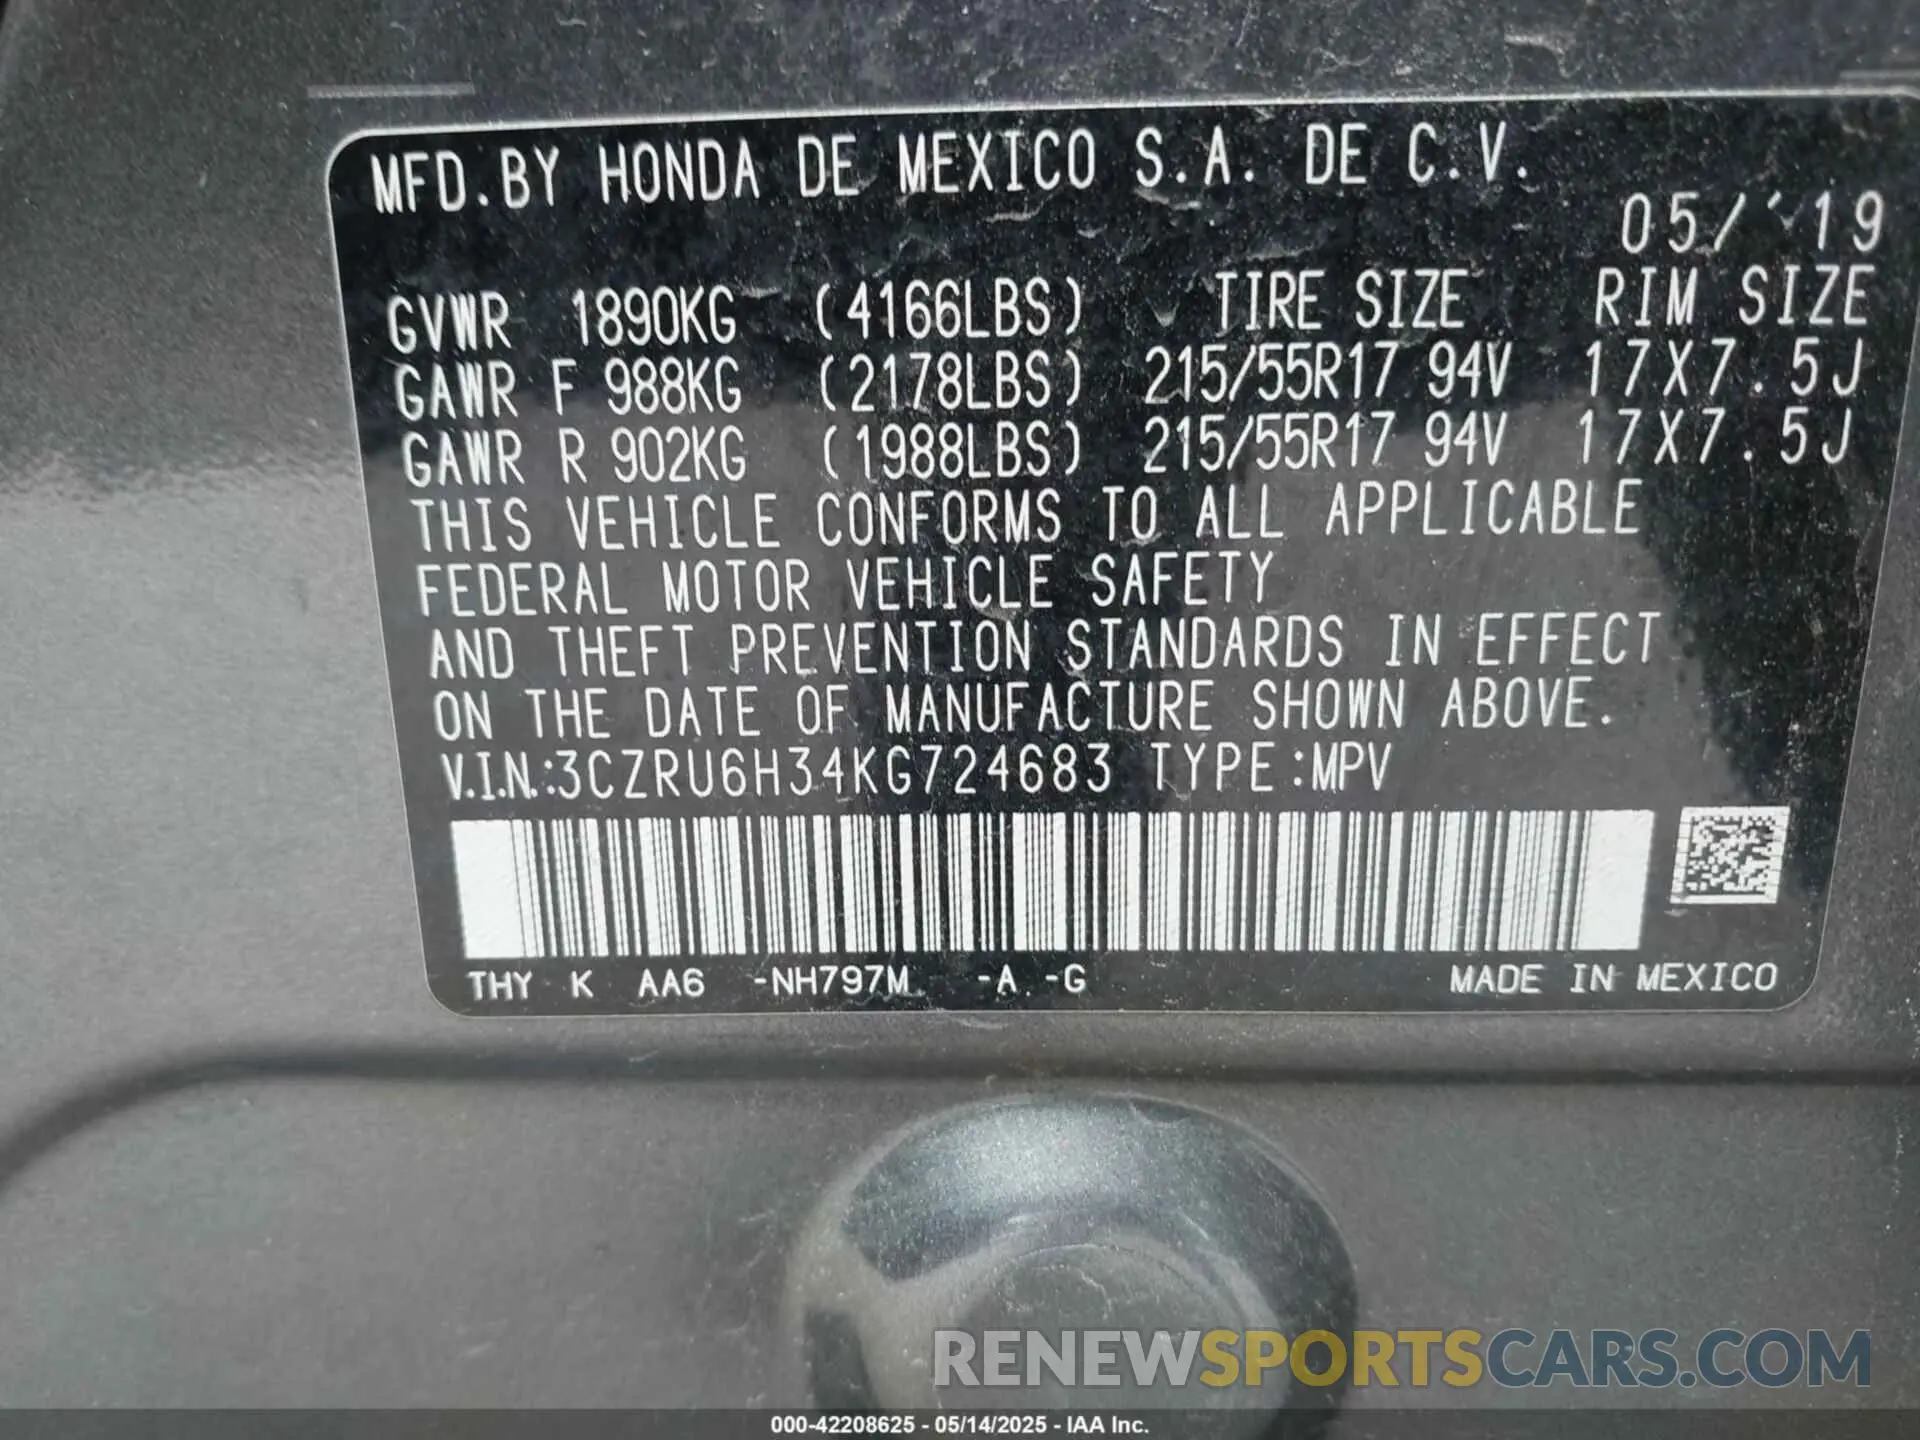 MFD.BY HONDA DE MEXICO S.A. DE C.V.
05/'19
GVWR 1890KG (4166LBS) TIRE SIZE RIM SIZE
GAWR F 988KG (2178LBS) 215/55R17 94V 17X7.5J
GAWR R 902KG (1988LBS) 215/55R17 94V 17X7.5J
THIS VEHICLE CONFORMS TO ALL APPLICABLE
FEDERAL MOTOR VEHICLE SAFETY
AND THEFT PREVENTION STANDARDS IN EFFECT
ON THE DATE OF MANUFACTURE SHOWN ABOVE.
V.I.N.:3CZRU6H34KG724683 TYPE:MPV
THY K AA6 -NH797M -A -G MADE IN MEXICO
RENEWSPORTSCARS.COM
000-42208625 - 05/14/2025 - IAA Inc.